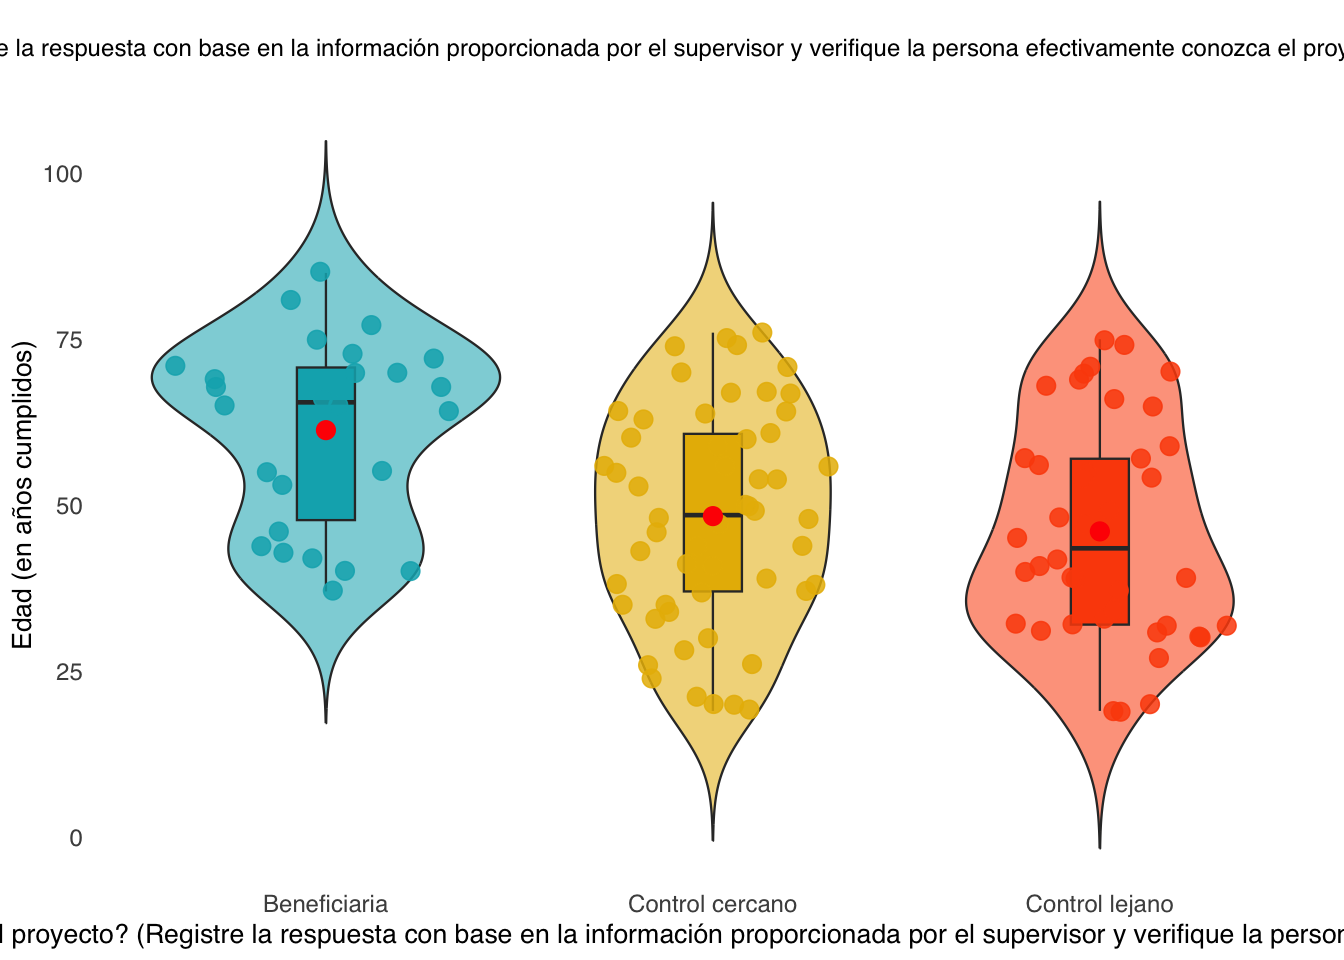 e la respuesta con base en la información proporcionada por el supervisor y verifique la persona efectivamente conozca el proy
100
75
50
25
0
Edad (en años cumplidos)
Beneficiaria
Control cercano
Control lejano
l proyecto? (Registre la respuesta con base en la información proporcionada por el supervisor y verifique la person